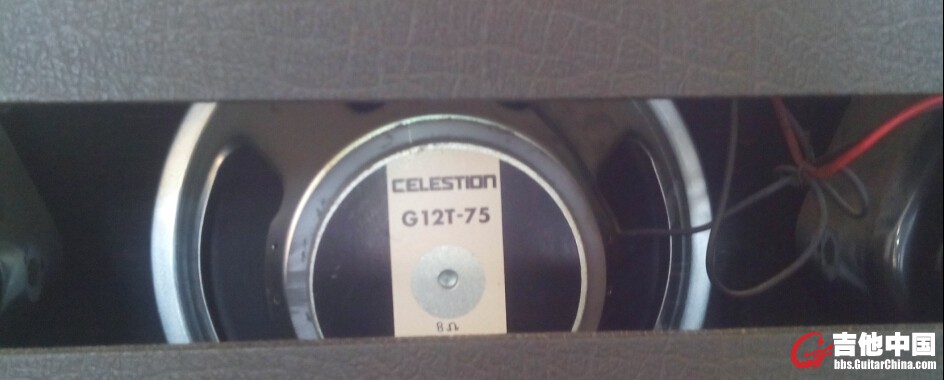 CELESTION
G12T-75
8Ω
吉他中国
bbs.GuitarChina.com